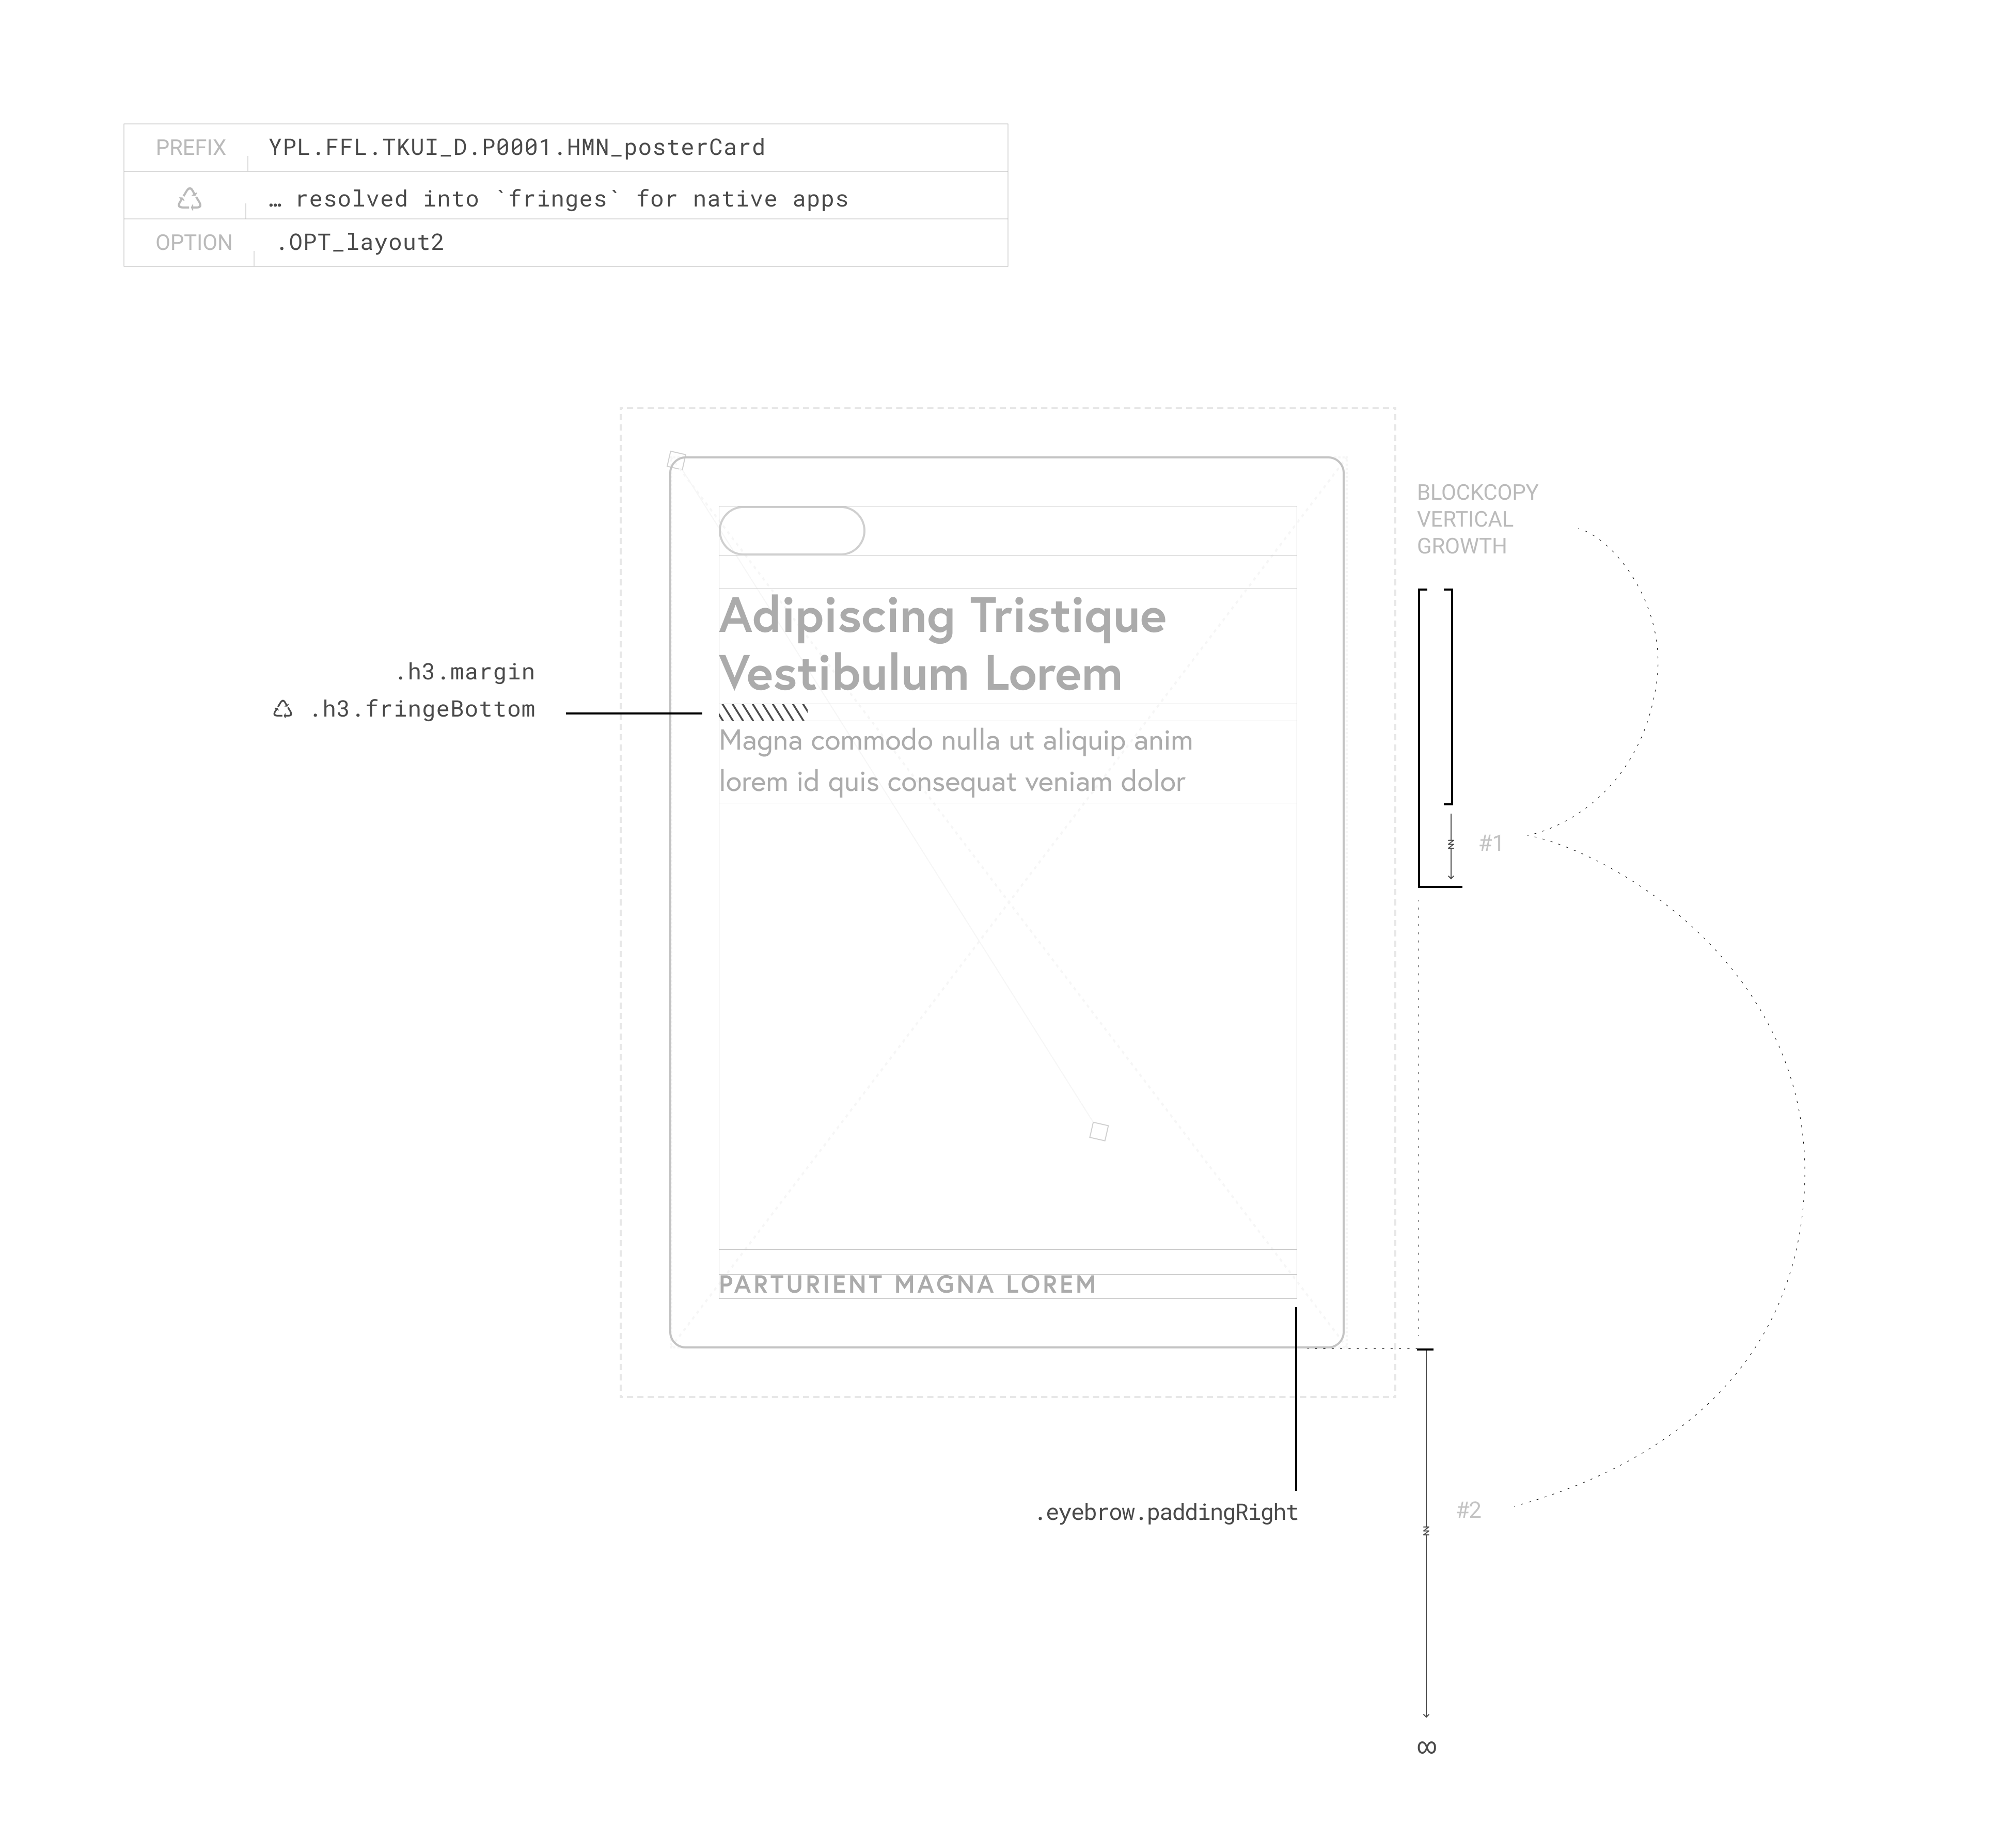 PREFIX YPL.FFL.TKUI_D.P0001.HMN_posterCard
… resolved into `fringes` for native apps
OPTION .OPT_layout2
BLOCKCOPY
VERTICAL
GROWTH
Adipiscing Tristique
Vestibulum Lorem
.h3.margin
.h3.fringeBottom
Magna commodo nulla ut aliquip anim
lorem id quis consequat veniam dolor
#1
PARTURIENT MAGNA LOREM
.eyebrow.paddingRight
#2
∞